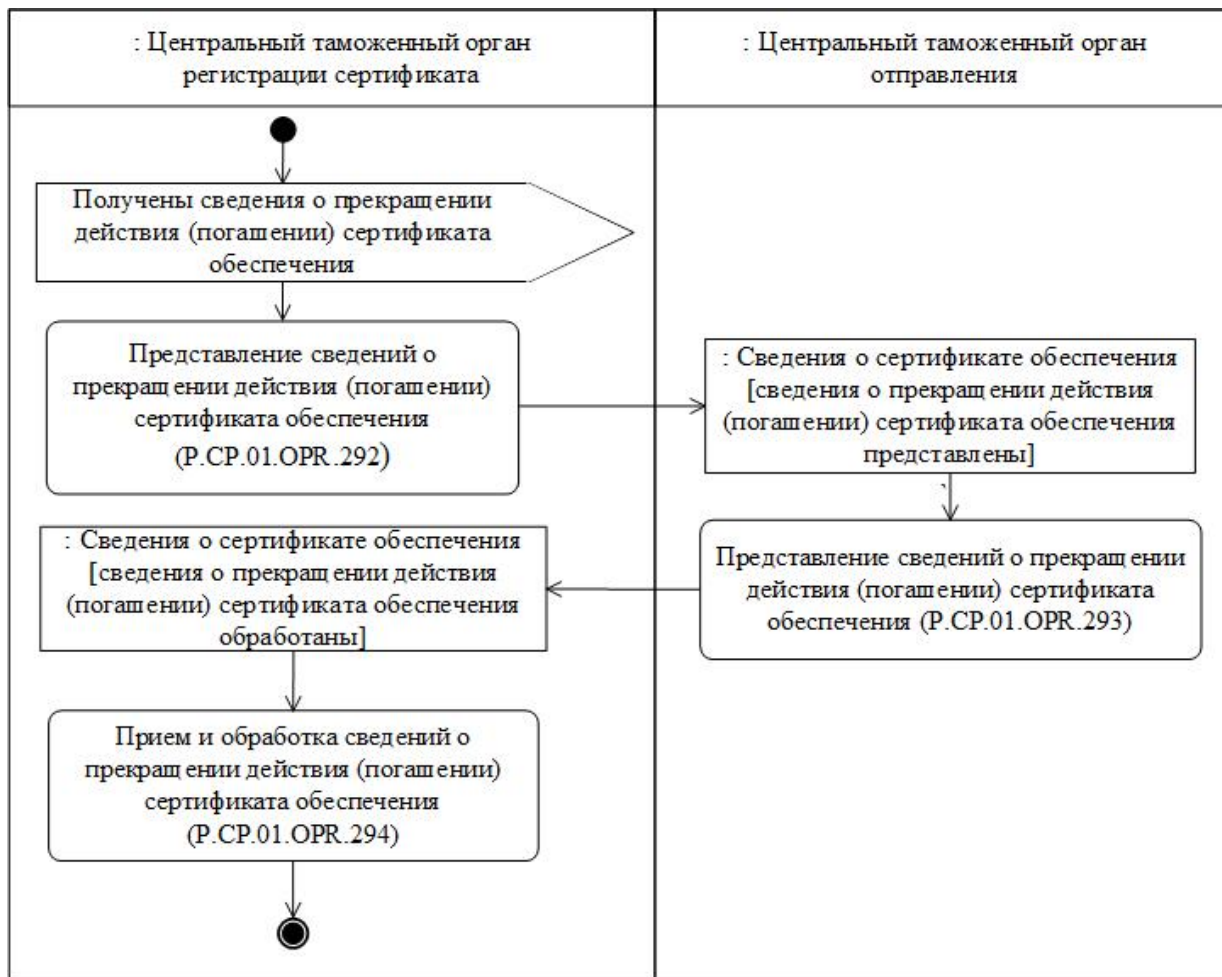 : Центральный таможенный орган
регистрации сертификата
: Центральный таможенный орган
отправления
Получены сведения о прекращении
действия (погашении) сертификата
обеспечения
Представление сведений о
прекращении действия (погашении)
сертификата обеспечения
(P.CP.01.OPR.292)
: Сведения о сертификате обеспечения
[сведения о прекращении действия
(погашении) сертификата обеспечения
представлены]
Представление сведений о прекращении
действия (погашении) сертификата
обеспечения (P.CP.01.OPR.293)
: Сведения о сертификате обеспечения
[сведения о прекращении действия
(погашении) сертификата обеспечения
обработаны]
Прием и обработка сведений о
прекращении действия (погашении)
сертификата обеспечения
(P.CP.01.OPR.294)